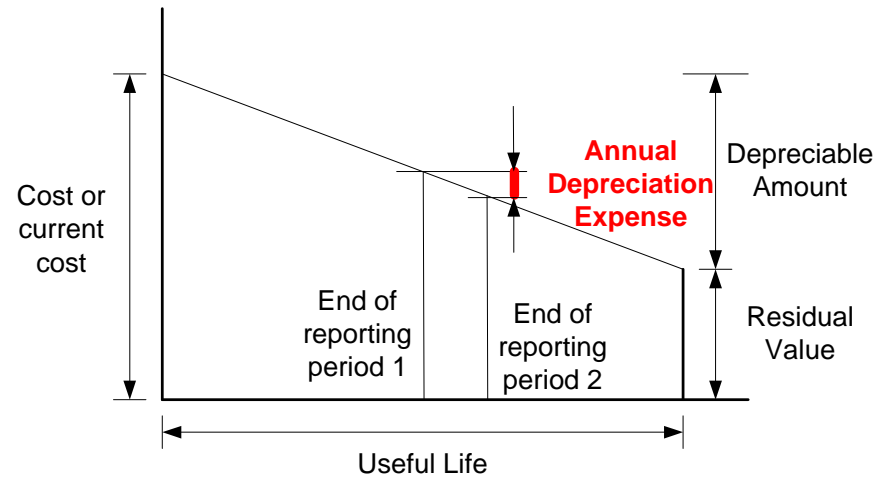 Cost or
current
cost
End of
reporting
period 1
End of
reporting
period 2
Annual
Depreciation
Expense
Depreciable
Amount
Residual
Value
Useful Life